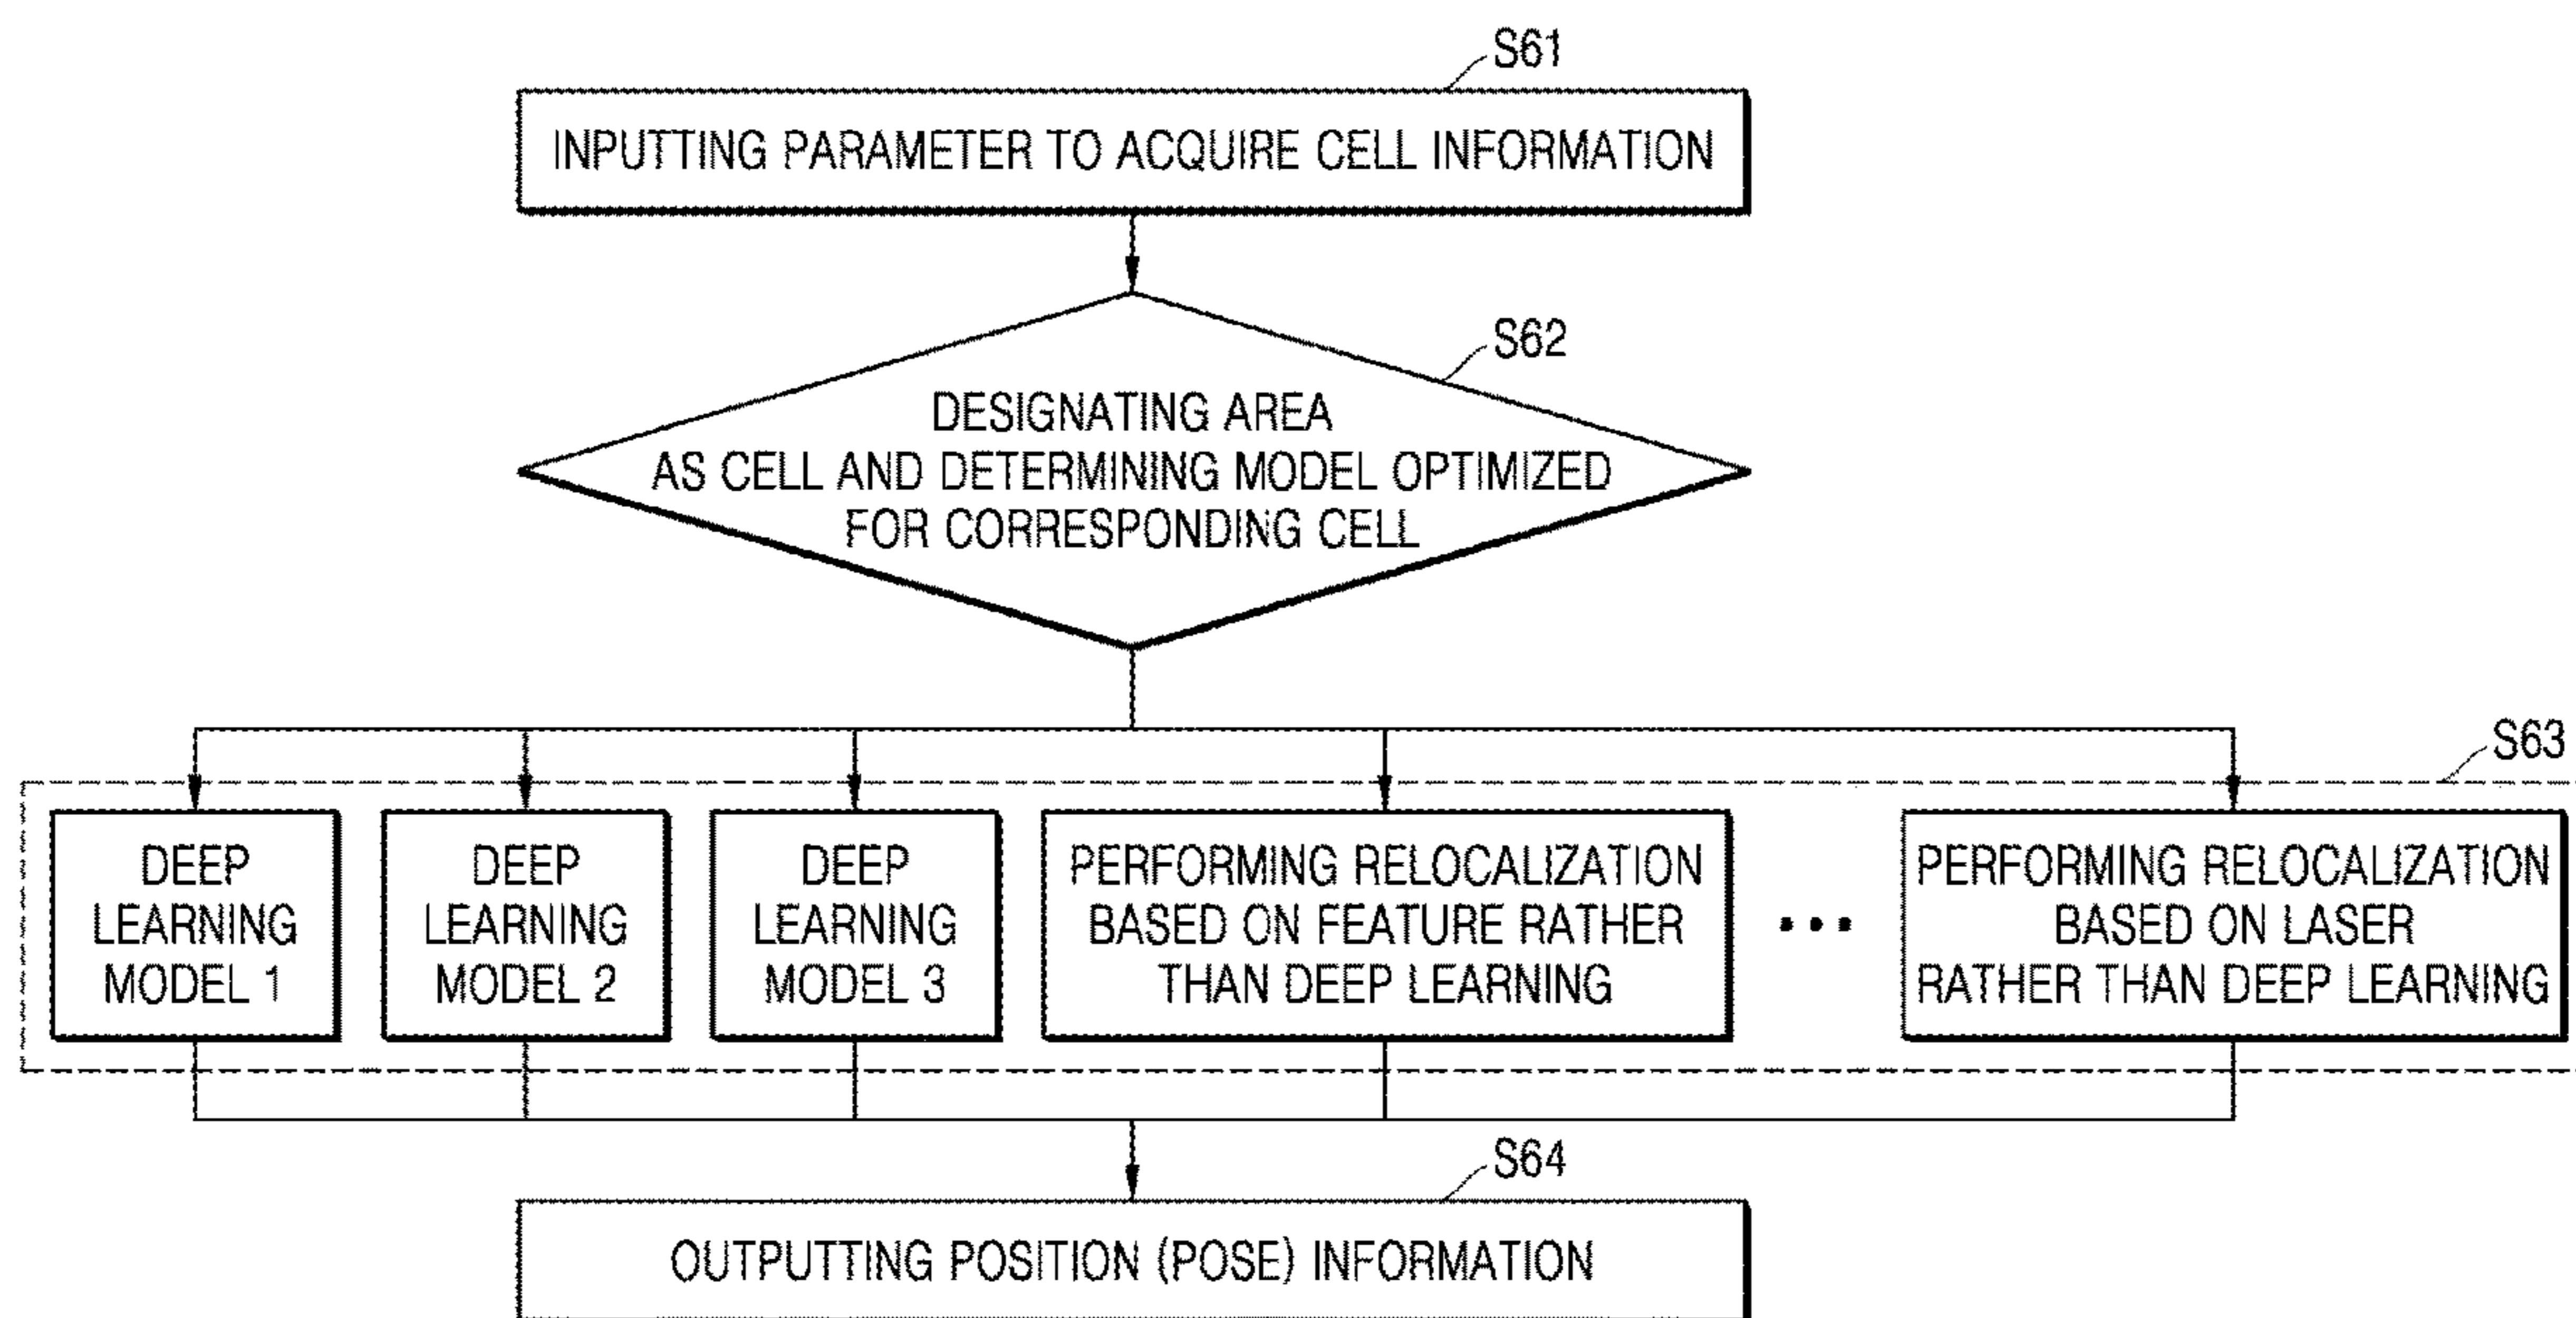 S61
INPUTTING PARAMETER TO ACQUIRE CELL INFORMATION
S62
DESIGNATING AREA
AS CELL AND DETERMINING MODEL OPTIMIZED
FOR CORRESPONDING CELL
S63
DEEP
LEARNING
MODEL 1
DEEP
LEARNING
MODEL 2
DEEP
LEARNING
MODEL 3
PERFORMING RELOCALIZATION
BASED ON FEATURE RATHER
THAN DEEP LEARNING
•••
PERFORMING RELOCALIZATION
BASED ON LASER
RATHER THAN DEEP LEARNING
S64
OUTPUTTING POSITION (POSE) INFORMATION